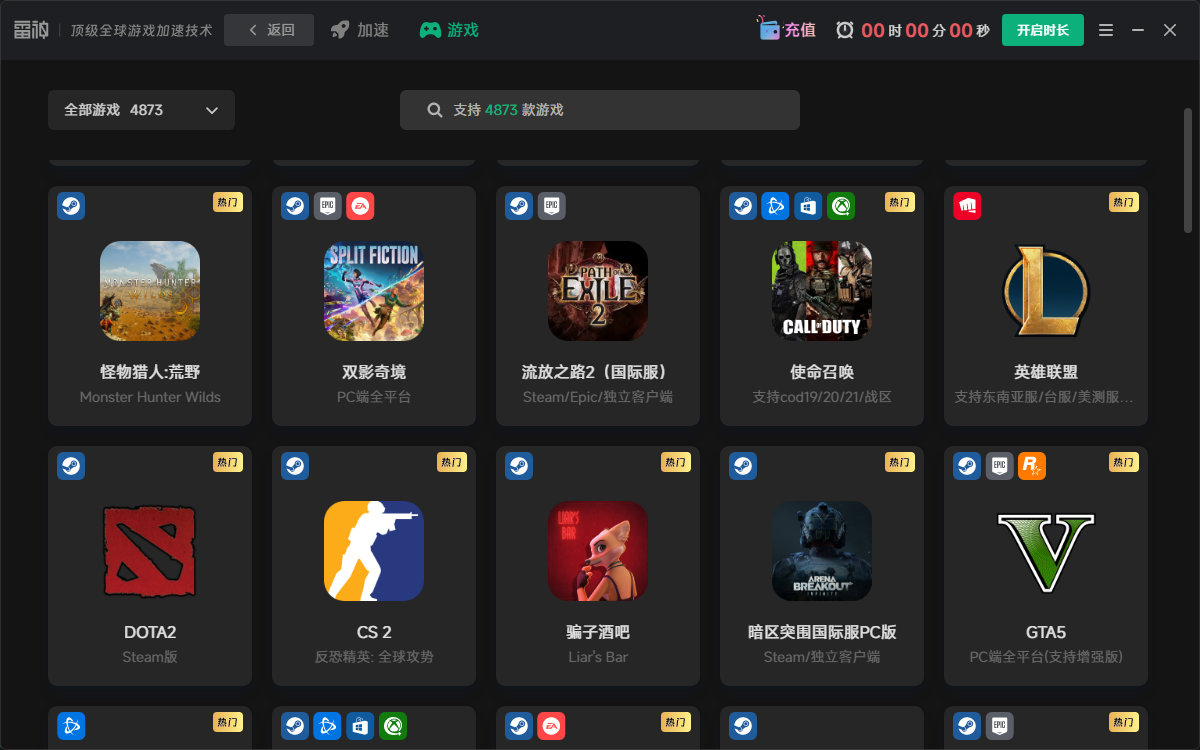 雷神 顶级全球游戏加速技术 返回 加速 游戏 充值 00时00分00秒 开启时长
全部游戏 4873 支持 4873 款游戏
热门 EPIC EA 热门 EPIC 热门 热门
MONSTER HUNTER WILDS SPLIT FICTION PATH OF EXILE 2 CALL OF DUTY L
怪物猎人:荒野 双影奇境 流放之路2（国际服） 使命召唤 英雄联盟
Monster Hunter Wilds PC端全平台 Steam/Epic/独立客户端 支持cod19/20/21/战区 支持东南亚服/台服/美测服...
热门 热门 热门 热门 EPIC R 热门
LIAR'S BAR ARENA BREAKOUT INFINITE V
DOTA2 CS 2 骗子酒吧 暗区突围国际服PC版 GTA5
Steam版 反恐精英: 全球攻势 Liar's Bar Steam/独立客户端 PC端全平台(支持增强版)
热门 EA 热门 EPIC 热门